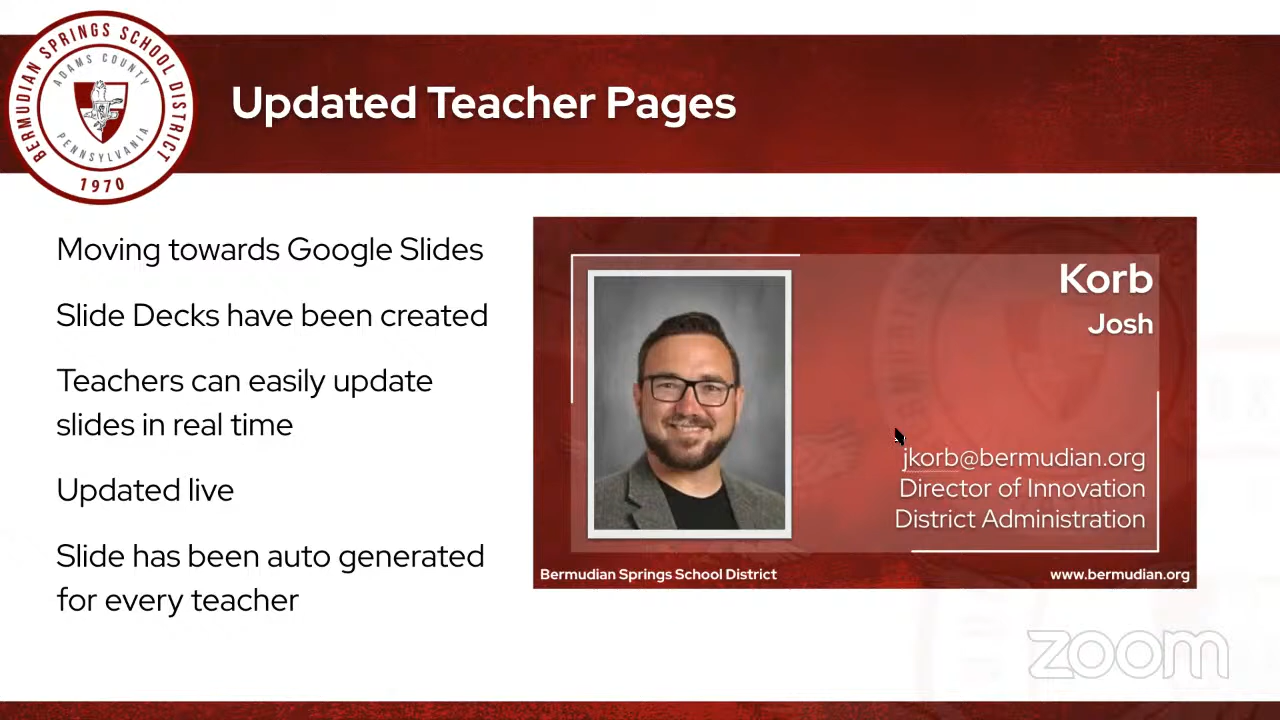 BERMUDIAN SPRINGS SCHOOL DISTRICT
ADAMS COUNTY
PENNSYLVANIA
1970
Updated Teacher Pages
Moving towards Google Slides
Slide Decks have been created
Teachers can easily update
slides in real time
Updated live
Slide has been auto generated
for every teacher
Korb
Josh
jkorb@bermudian.org
Director of Innovation
District Administration
Bermudian Springs School District
www.bermudian.org
zoom